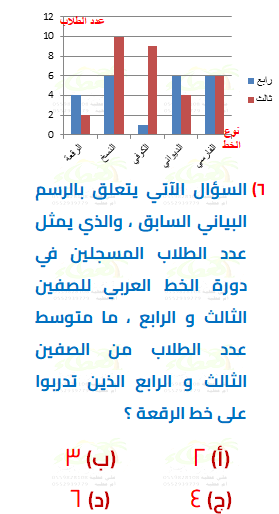 عدد الطلاب
12
10
8
6
4
2
0
رابع
ثالث
الرقعة
النسخ
الكوفي
الديواني
الفارسي
نوع
الخط
٦) السؤال الآتي يتعلق بالرسم
البياني السابق ، والذي يمثل
عدد الطلاب المسجلين في
دورة الخط العربي للصفين
الثالث و الرابع ، ما متوسط
عدد الطلاب من الصفين
الثالث و الرابع الذين تدربوا
على خط الرقعة ؟
(أ) ٢ (ب) ٣
(ج) ٤ (د) ٦